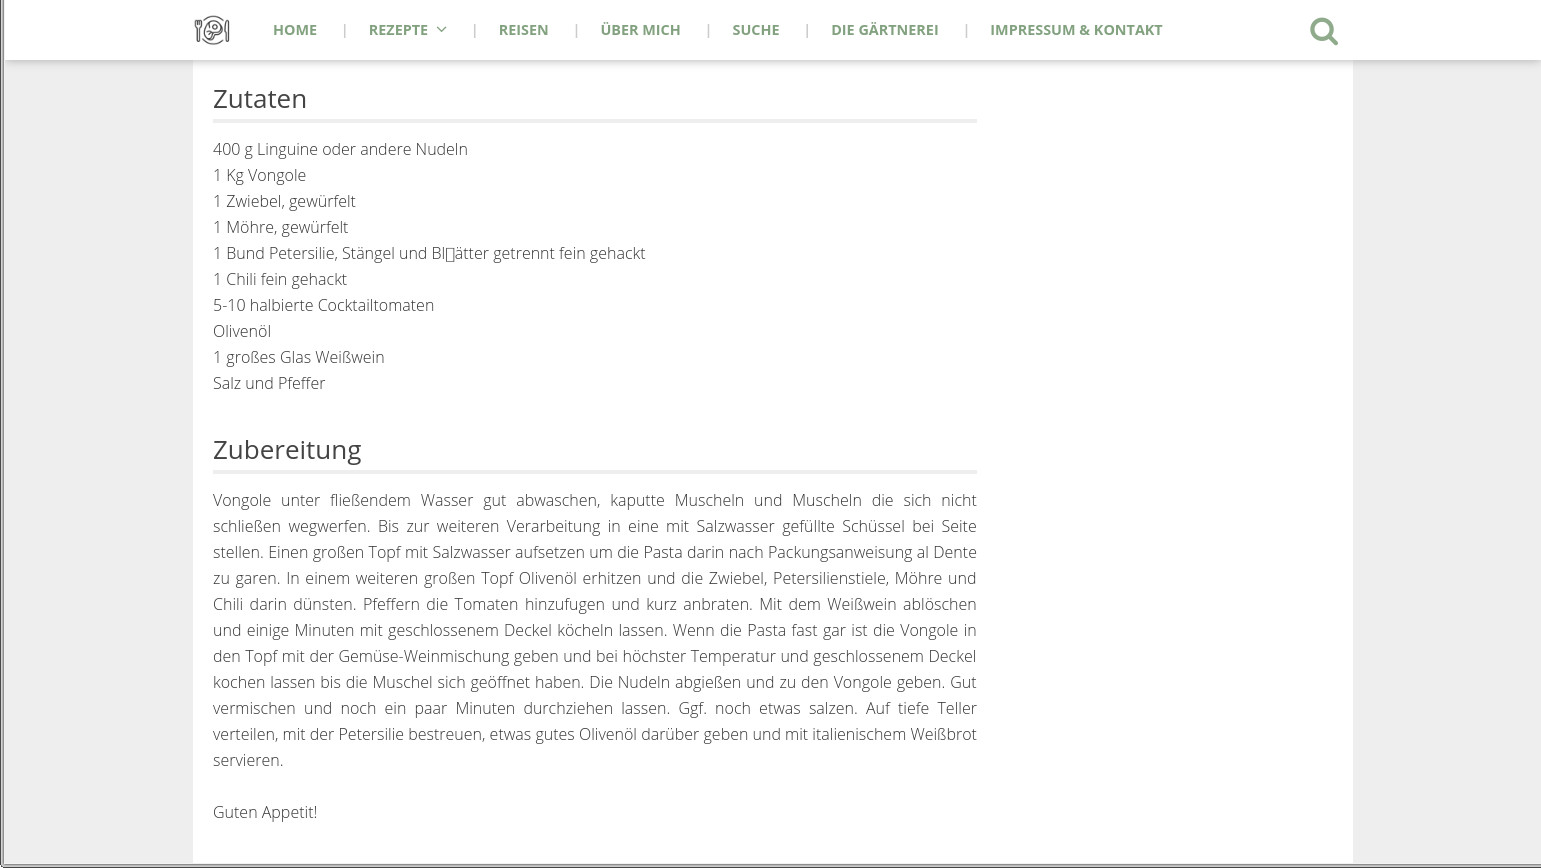 HOME | REZEPTE | REISEN | ÜBER MICH | SUCHE | DIE GÄRTNEREI | IMPRESSUM & KONTAKT
Zutaten
400 g Linguine oder andere Nudeln
1 Kg Vongole
1 Zwiebel, gewürfelt
1 Möhre, gewürfelt
1 Bund Petersilie, Stängel und Bl▯ätter getrennt fein gehackt
1 Chili fein gehackt
5-10 halbierte Cocktailtomaten
Olivenöl
1 großes Glas Weißwein
Salz und Pfeffer
Zubereitung
Vongole unter fließendem Wasser gut abwaschen, kaputte Muscheln und Muscheln die sich nicht
schließen wegwerfen. Bis zur weiteren Verarbeitung in eine mit Salzwasser gefüllte Schüssel bei Seite
stellen. Einen großen Topf mit Salzwasser aufsetzen um die Pasta darin nach Packungsanweisung al Dente
zu garen. In einem weiteren großen Topf Olivenöl erhitzen und die Zwiebel, Petersilienstiele, Möhre und
Chili darin dünsten. Pfeffern die Tomaten hinzufugen und kurz anbraten. Mit dem Weißwein ablöschen
und einige Minuten mit geschlossenem Deckel köcheln lassen. Wenn die Pasta fast gar ist die Vongole in
den Topf mit der Gemüse-Weinmischung geben und bei höchster Temperatur und geschlossenem Deckel
kochen lassen bis die Muschel sich geöffnet haben. Die Nudeln abgießen und zu den Vongole geben. Gut
vermischen und noch ein paar Minuten durchziehen lassen. Ggf. noch etwas salzen. Auf tiefe Teller
verteilen, mit der Petersilie bestreuen, etwas gutes Olivenöl darüber geben und mit italienischem Weißbrot
servieren.
Guten Appetit!